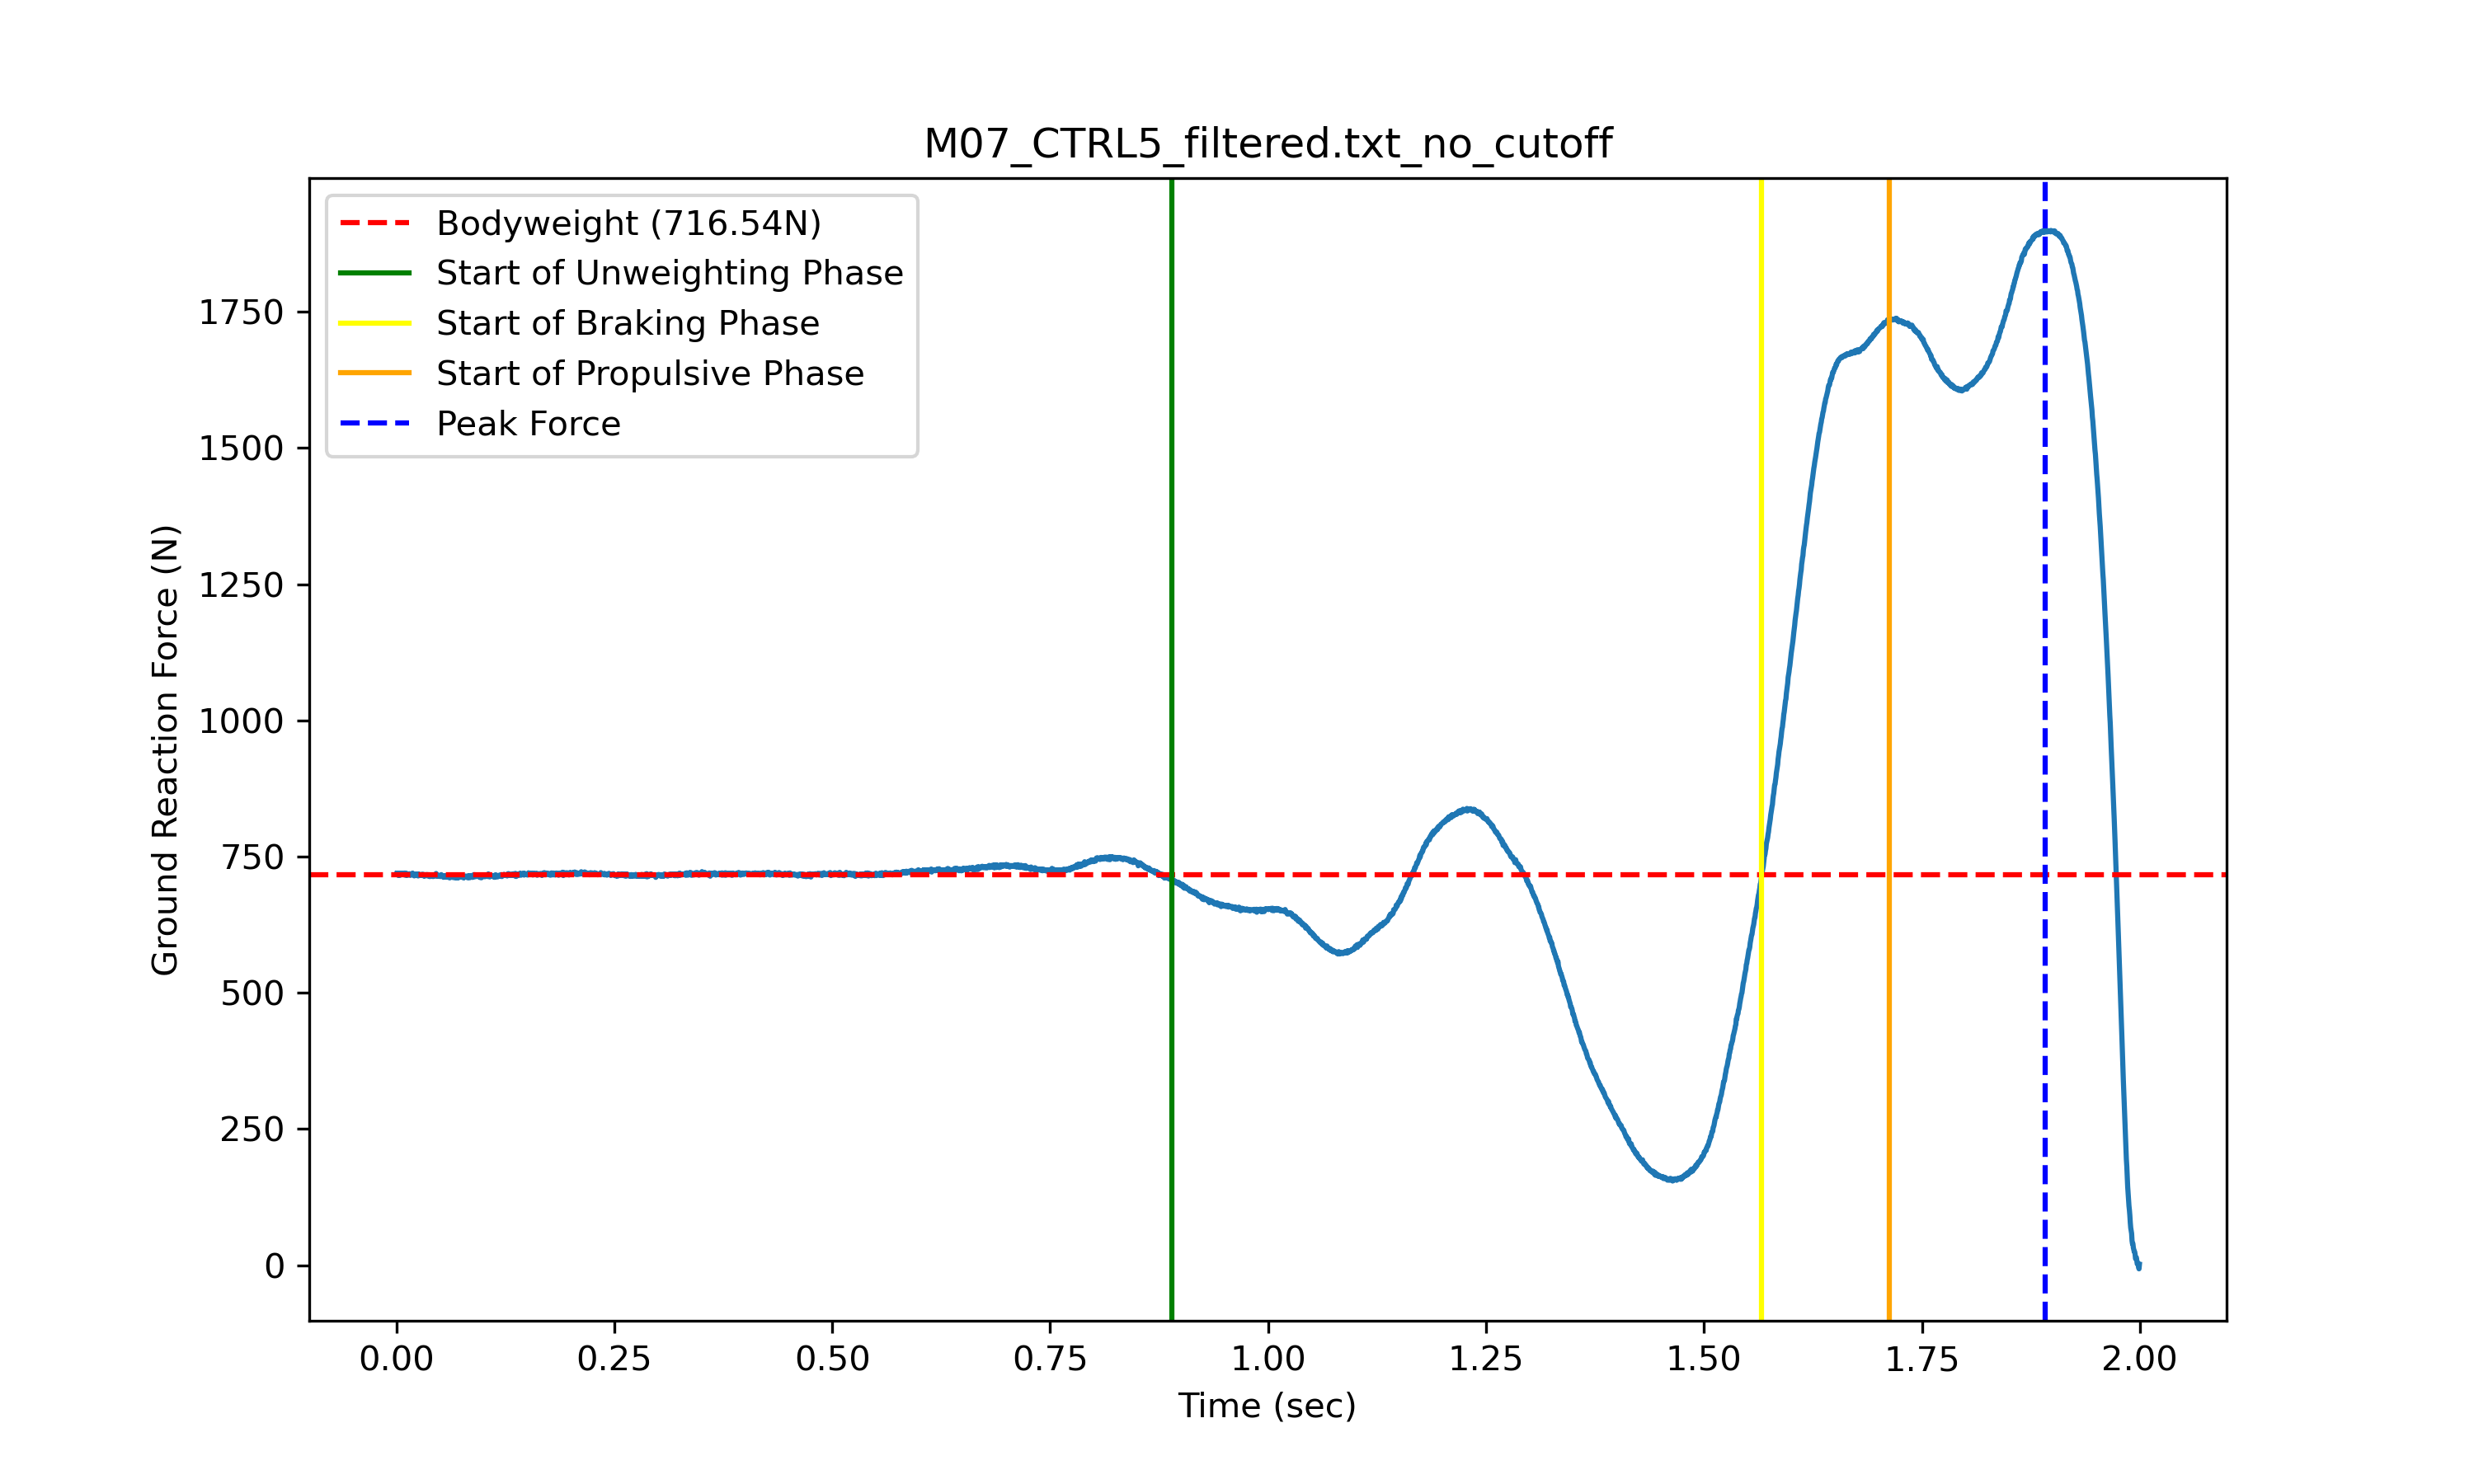 M07_CTRL5_filtered.txt_no_cutoff
Bodyweight (716.54N)
Start of Unweighting Phase
Start of Braking Phase
Start of Propulsive Phase
Peak Force
Ground Reaction Force (N)
1750
1500
1250
1000
750
500
250
0
0.00 0.25 0.50 0.75 1.00 1.25 1.50 1.75 2.00
Time (sec)